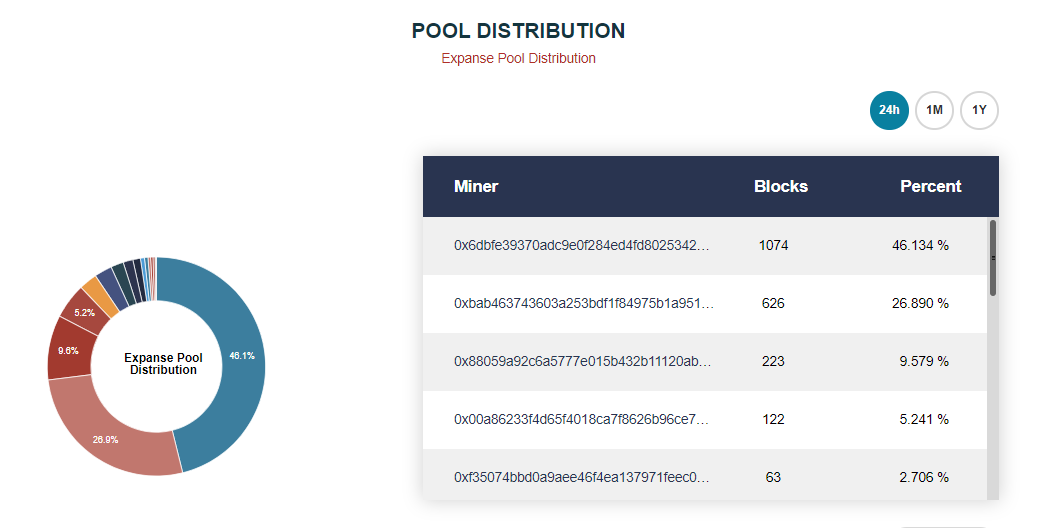 POOL DISTRIBUTION
Expanse Pool Distribution
24h 1M 1Y
Miner Blocks Percent
0x6dbfe39370adc9e0f284ed4fd8025342... 1074 46.134 %
0xbab463743603a253bdf1f84975b1a951... 626 26.890 %
0x88059a92c6a5777e015b432b11120ab... 223 9.579 %
0x00a86233f4d65f4018ca7f8626b96ce7... 122 5.241 %
0xf35074bbd0a9aee46f4ea137971feec0... 63 2.706 %
5.2%
9.6%
46.1%
Expanse Pool
Distribution
26.9%